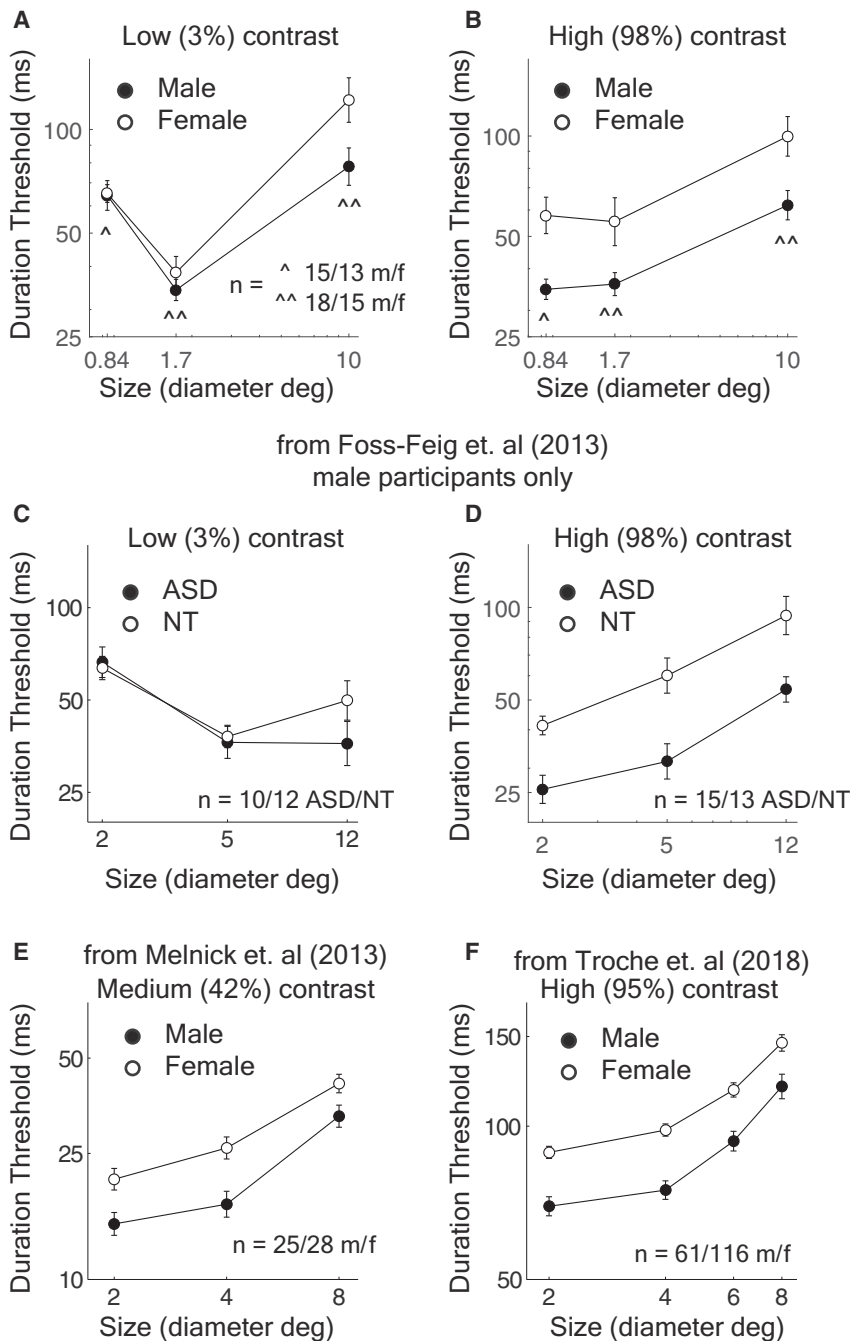 A
Low (3%) contrast
Male
Female
Duration Threshold (ms)
100
50
25
^
^^
^^
n = ^ 15/13 m/f
^^ 18/15 m/f
0.84 1.7 10
Size (diameter deg)
B
High (98%) contrast
Male
Female
Duration Threshold (ms)
100
50
25
^
^^
^^
0.84 1.7 10
Size (diameter deg)
from Foss-Feig et. al (2013)
male participants only
C
Low (3%) contrast
ASD
NT
Duration Threshold (ms)
100
50
25
n = 10/12 ASD/NT
2 5 12
Size (diameter deg)
D
High (98%) contrast
ASD
NT
Duration Threshold (ms)
100
50
25
n = 15/13 ASD/NT
2 5 12
Size (diameter deg)
E
from Melnick et. al (2013)
Medium (42%) contrast
Male
Female
Duration Threshold (ms)
50
25
10
n = 25/28 m/f
2 4 8
Size (diameter deg)
F
from Troche et. al (2018)
High (95%) contrast
Male
Female
Duration Threshold (ms)
150
100
50
n = 61/116 m/f
2 4 6 8
Size (diameter deg)